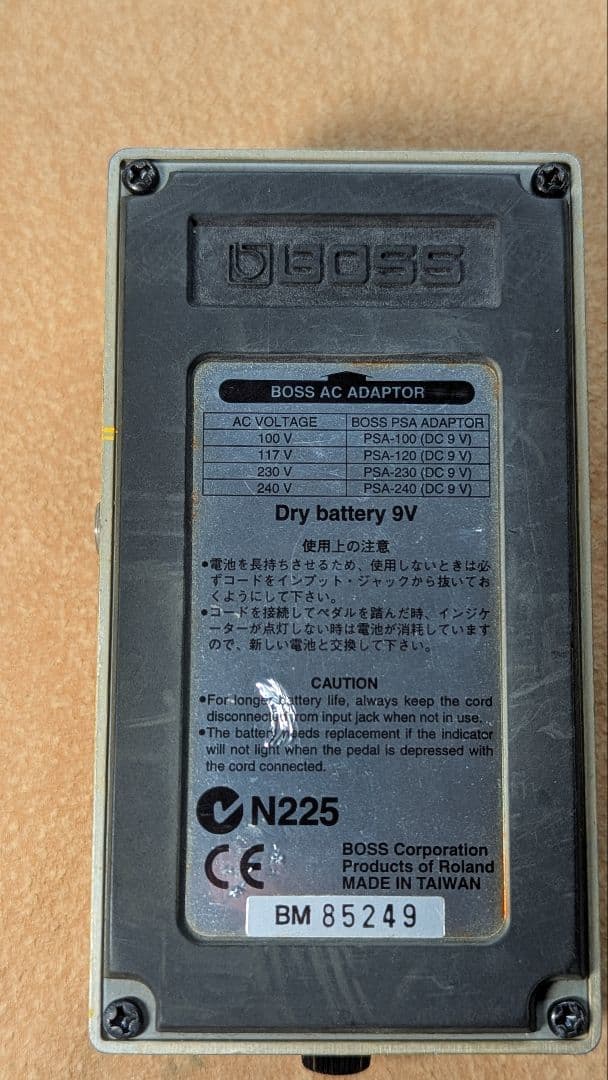 BOSS
BOSS AC ADAPTOR
AC VOLTAGE BOSS PSA ADAPTOR
100 V PSA-100 (DC 9 V)
117 V PSA-120 (DC 9 V)
230 V PSA-230 (DC 9 V)
240 V PSA-240 (DC 9 V)
Dry battery 9V
使用上の注意
●電池を長持ちさせるため、使用しないときは必
ずコードをインプット・ジャックから抜いてお
くようにして下さい。
●コードを接続してペダルを踏んだ時、インジケ
ーターが点灯しない時は電池が消耗しています
ので、新しい電池と交換して下さい。
CAUTION
●For longer battery life, always keep the cord
disconnected from input jack when not in use.
●The battery needs replacement if the indicator
will not light when the pedal is depressed with
the cord connected.
N225
CE
BOSS Corporation
Products of Roland
MADE IN TAIWAN
BM 85249